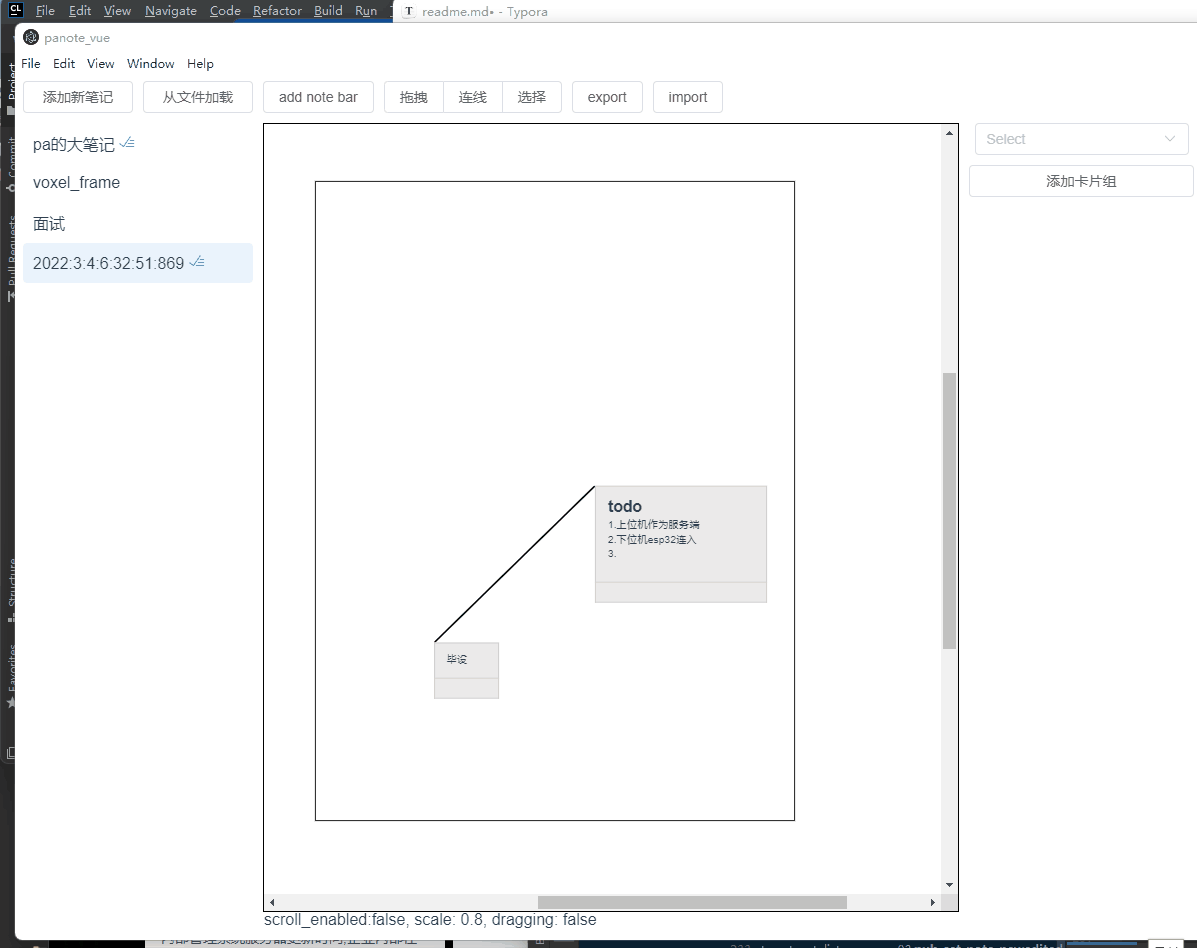 CL File Edit View Navigate Code Refactor Build Run
T readme.md• - Typora
panote_vue
File Edit View Window Help
添加新笔记 从文件加载 add note bar 拖拽 连线 选择 export import
pa的大笔记
voxel_frame
面试
2022:3:4:6:32:51:869
Select
添加卡片组
todo
1.上位机作为服务端
2.下位机esp32连入
3.
毕设
scroll_enabled:false, scale: 0.8, dragging: false
Project
Commit
Pull Requests
Structure
Favorites